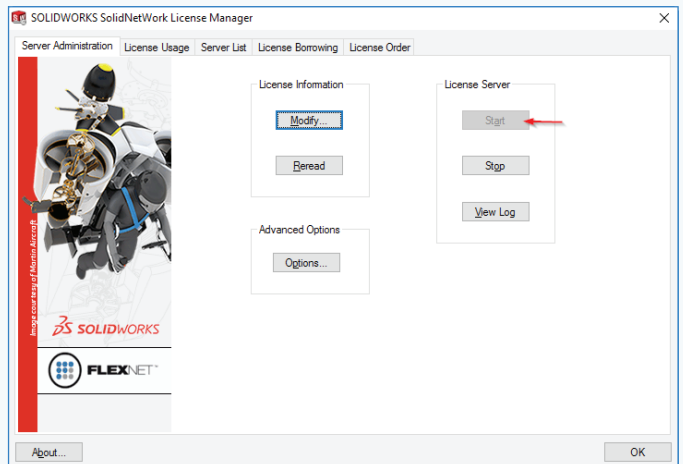 SOLIDWORKS SolidNetWork License Manager
Server Administration License Usage Server List License Borrowing License Order
License Information
Modify...
Reread
Advanced Options
Options...
License Server
Start
Stop
View Log
Image courtesy of Martin Aircraft
SOLIDWORKS
FLEXNET
About...
OK